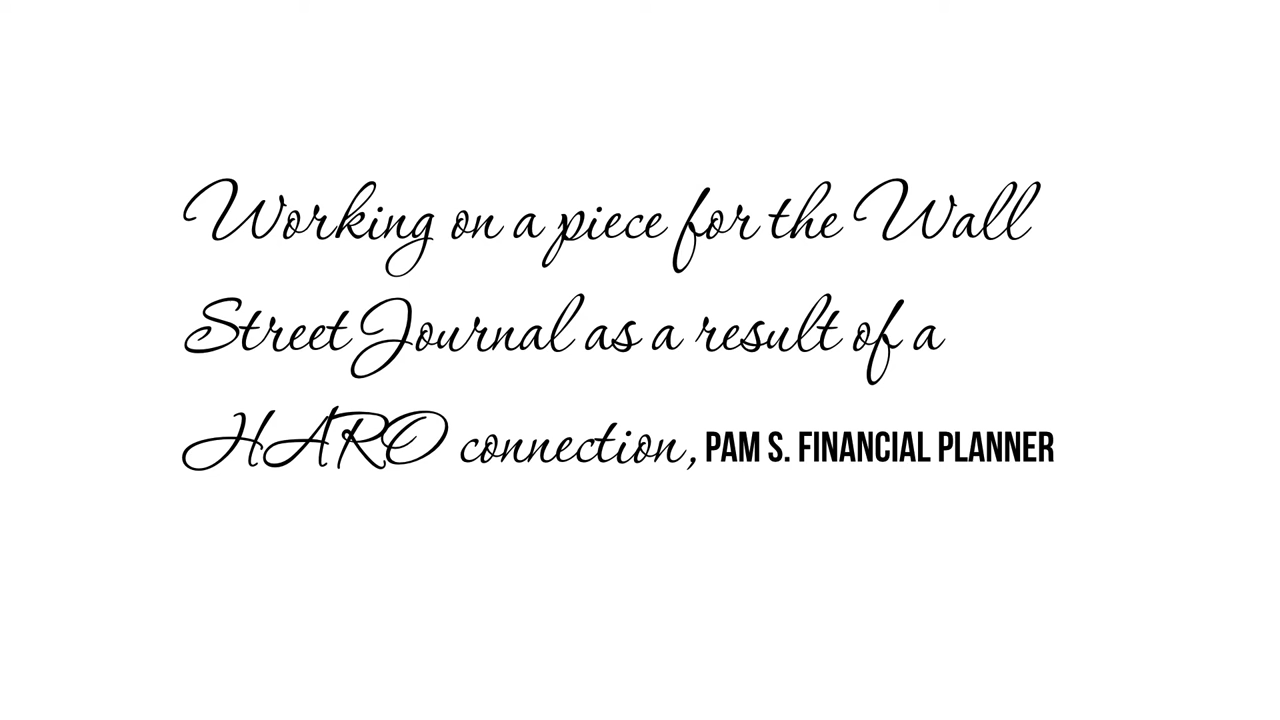 Working on a piece for the Wall
Street Journal as a result of a
HARO connection, PAM S. FINANCIAL PLANNER